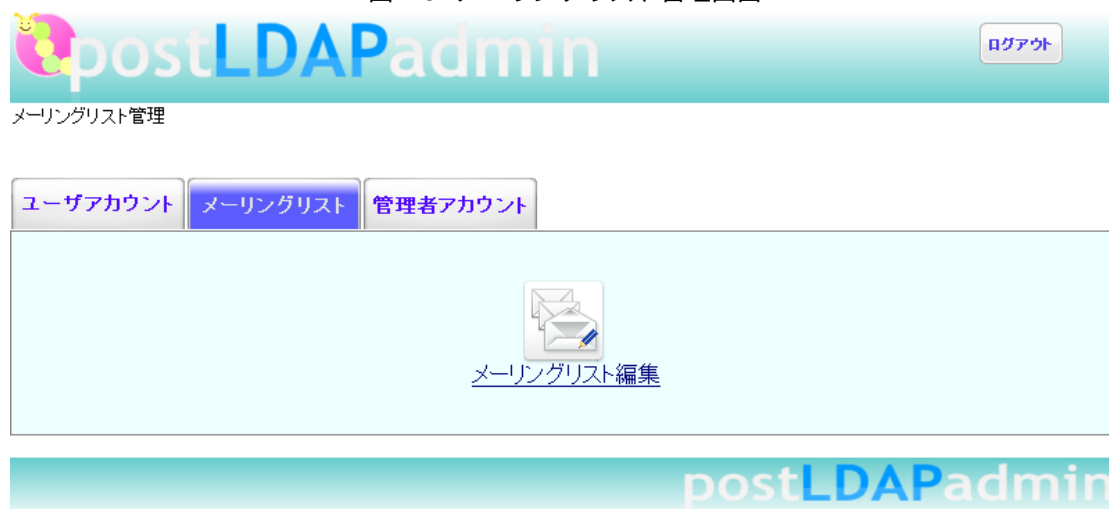 postLDAPadmin
ログアウト
メーリングリスト管理
ユーザアカウント
メーリングリスト
管理者アカウント
メーリングリスト編集
postLDAPadmin